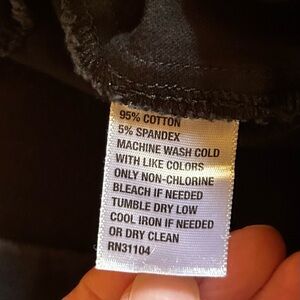 95% COTTON
5% SPANDEX
MACHINE WASH COLD
WITH LIKE COLORS
ONLY NON-CHLORINE
BLEACH IF NEEDED
TUMBLE DRY LOW
COOL IRON IF NEEDED
OR DRY CLEAN
RN31104